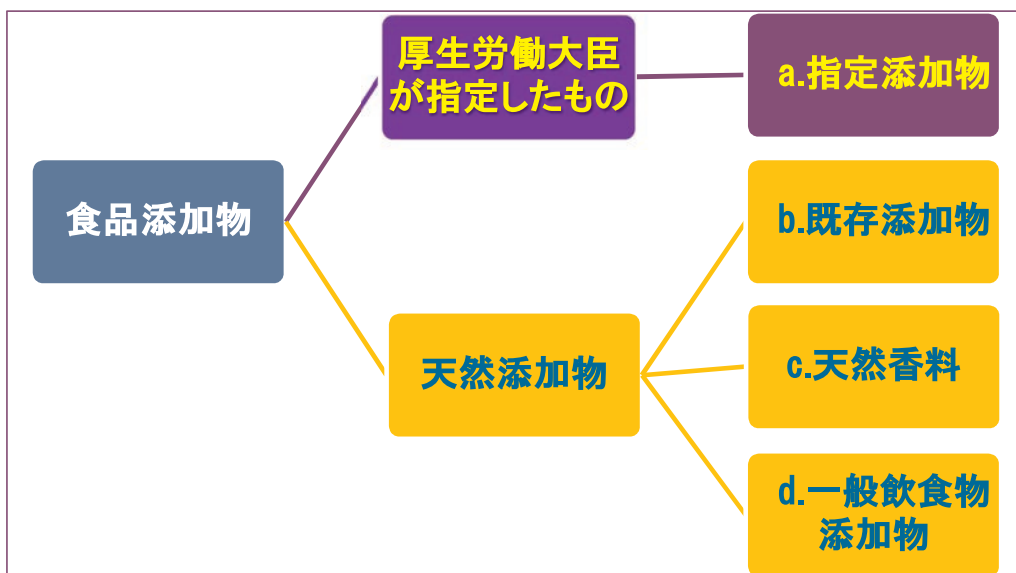 食品添加物
厚生労働大臣
が指定したもの
a.指定添加物
天然添加物
b.既存添加物
c.天然香料
d.一般飲食物
添加物